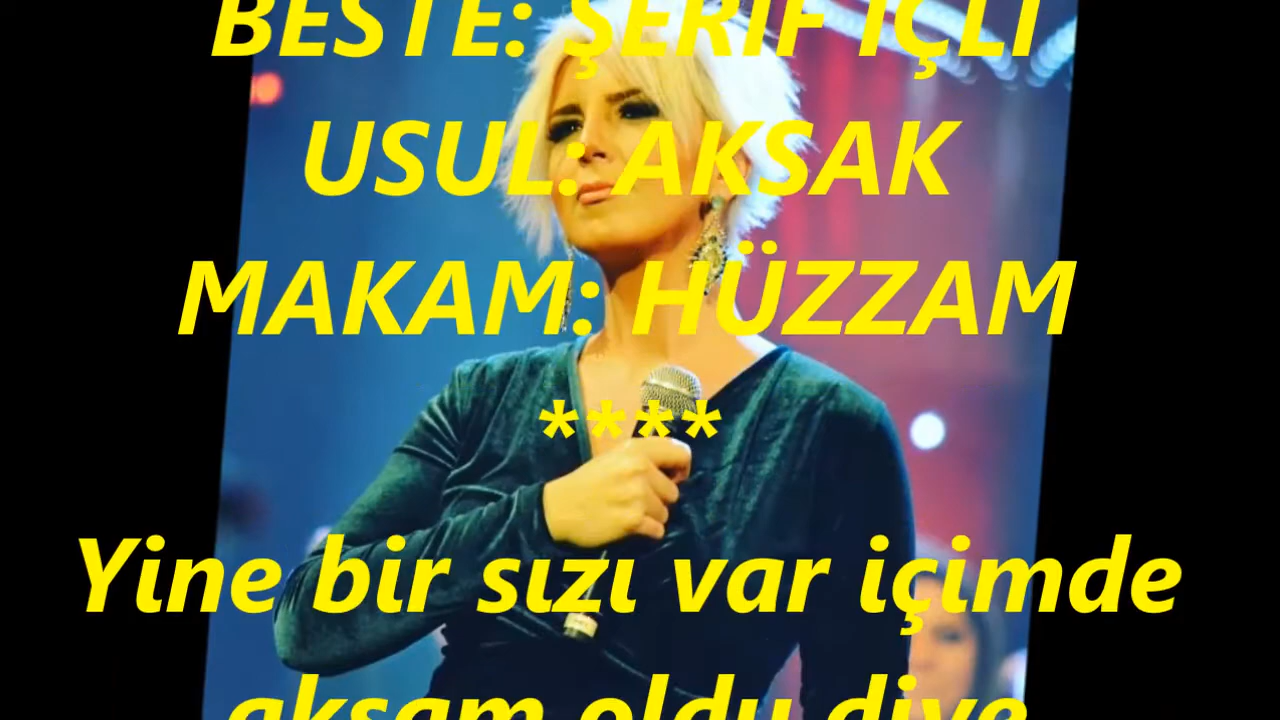 BESTE: ŞERİF İÇLİ
USUL: AKSAK
MAKAM: HÜZZAM
****
Yine bir sızı var içimde
akşam oldu diye